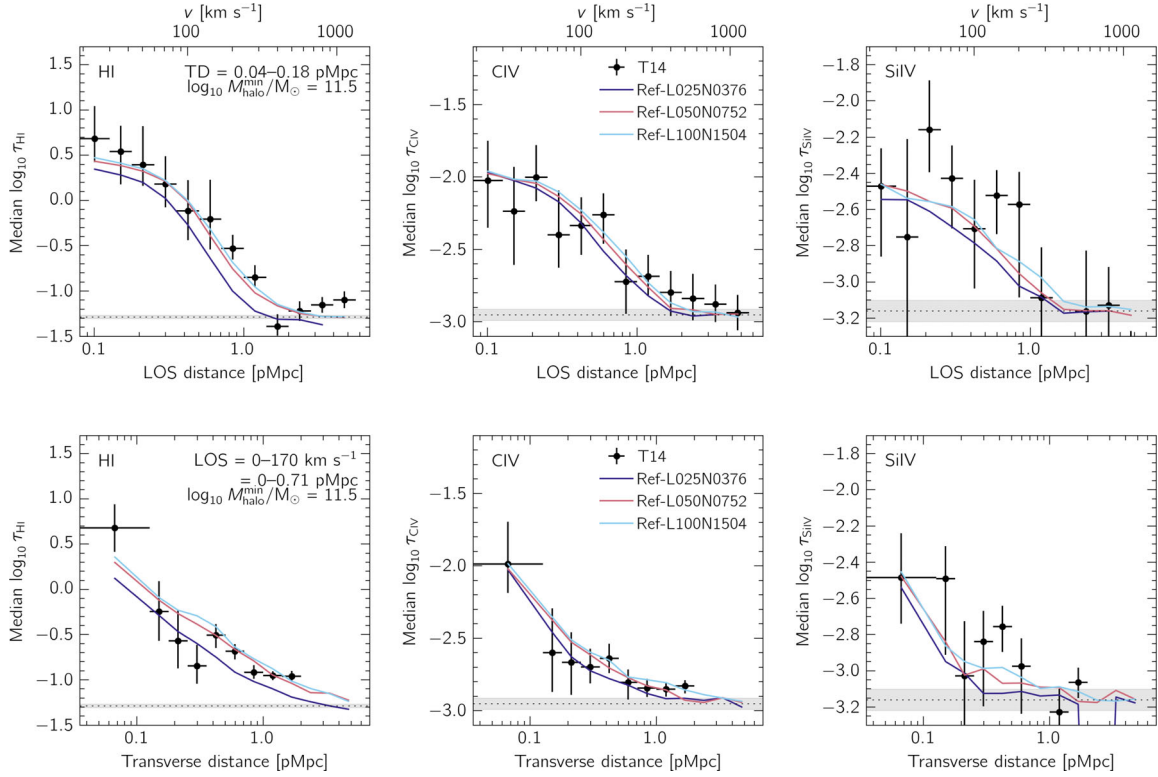 v [km s⁻¹]
100 1000
HI
TD = 0.04–0.18 pMpc
log₁₀ M_halo^min/M⊙ = 11.5
Median log₁₀ τ_HI
1.5
1.0
0.5
0.0
−0.5
−1.0
−1.5
0.1 1.0
LOS distance [pMpc]
v [km s⁻¹]
100 1000
CIV
T14
Ref-L025N0376
Ref-L050N0752
Ref-L100N1504
Median log₁₀ τ_CIV
−1.5
−2.0
−2.5
−3.0
0.1 1.0
LOS distance [pMpc]
v [km s⁻¹]
100 1000
SiIV
Median log₁₀ τ_SiIV
−1.8
−2.0
−2.2
−2.4
−2.6
−2.8
−3.0
−3.2
0.1 1.0
LOS distance [pMpc]
HI
LOS = 0–170 km s⁻¹
= 0–0.71 pMpc
log₁₀ M_halo^min/M⊙ = 11.5
Median log₁₀ τ_HI
1.5
1.0
0.5
0.0
−0.5
−1.0
−1.5
0.1 1.0
Transverse distance [pMpc]
CIV
T14
Ref-L025N0376
Ref-L050N0752
Ref-L100N1504
Median log₁₀ τ_CIV
−1.5
−2.0
−2.5
−3.0
0.1 1.0
Transverse distance [pMpc]
SiIV
Median log₁₀ τ_SiIV
−1.8
−2.0
−2.2
−2.4
−2.6
−2.8
−3.0
−3.2
0.1 1.0
Transverse distance [pMpc]